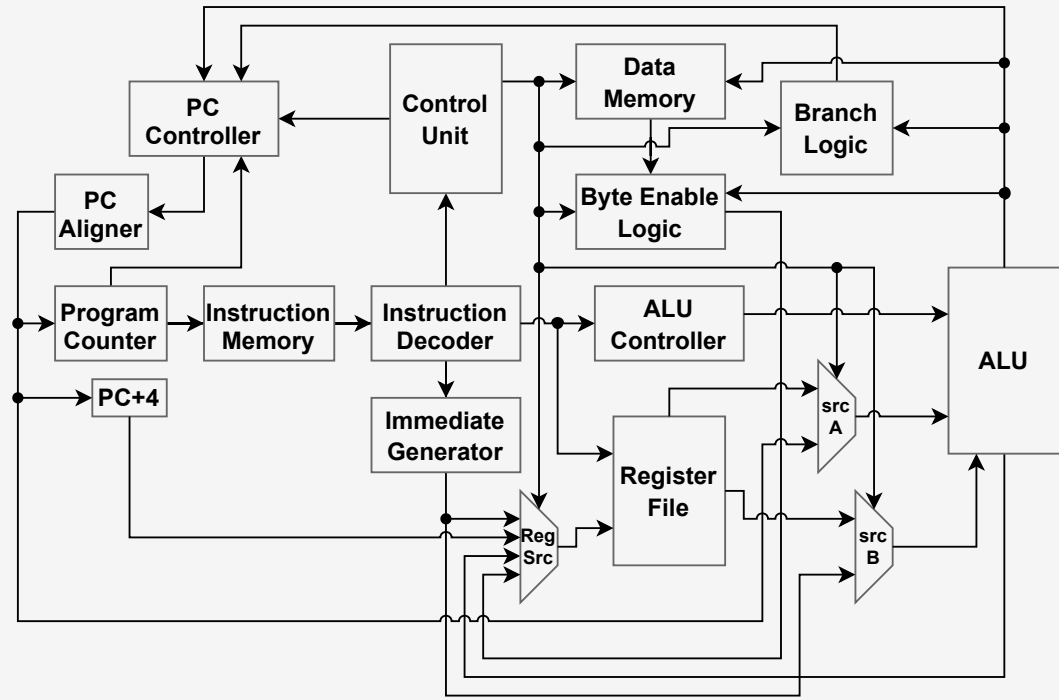 PC
Controller
Control
Unit
Data
Memory
Branch
Logic
PC
Aligner
Byte Enable
Logic
Program
Counter
Instruction
Memory
Instruction
Decoder
ALU
Controller
ALU
PC+4
Immediate
Generator
src
A
Register
File
Reg
Src
src
B